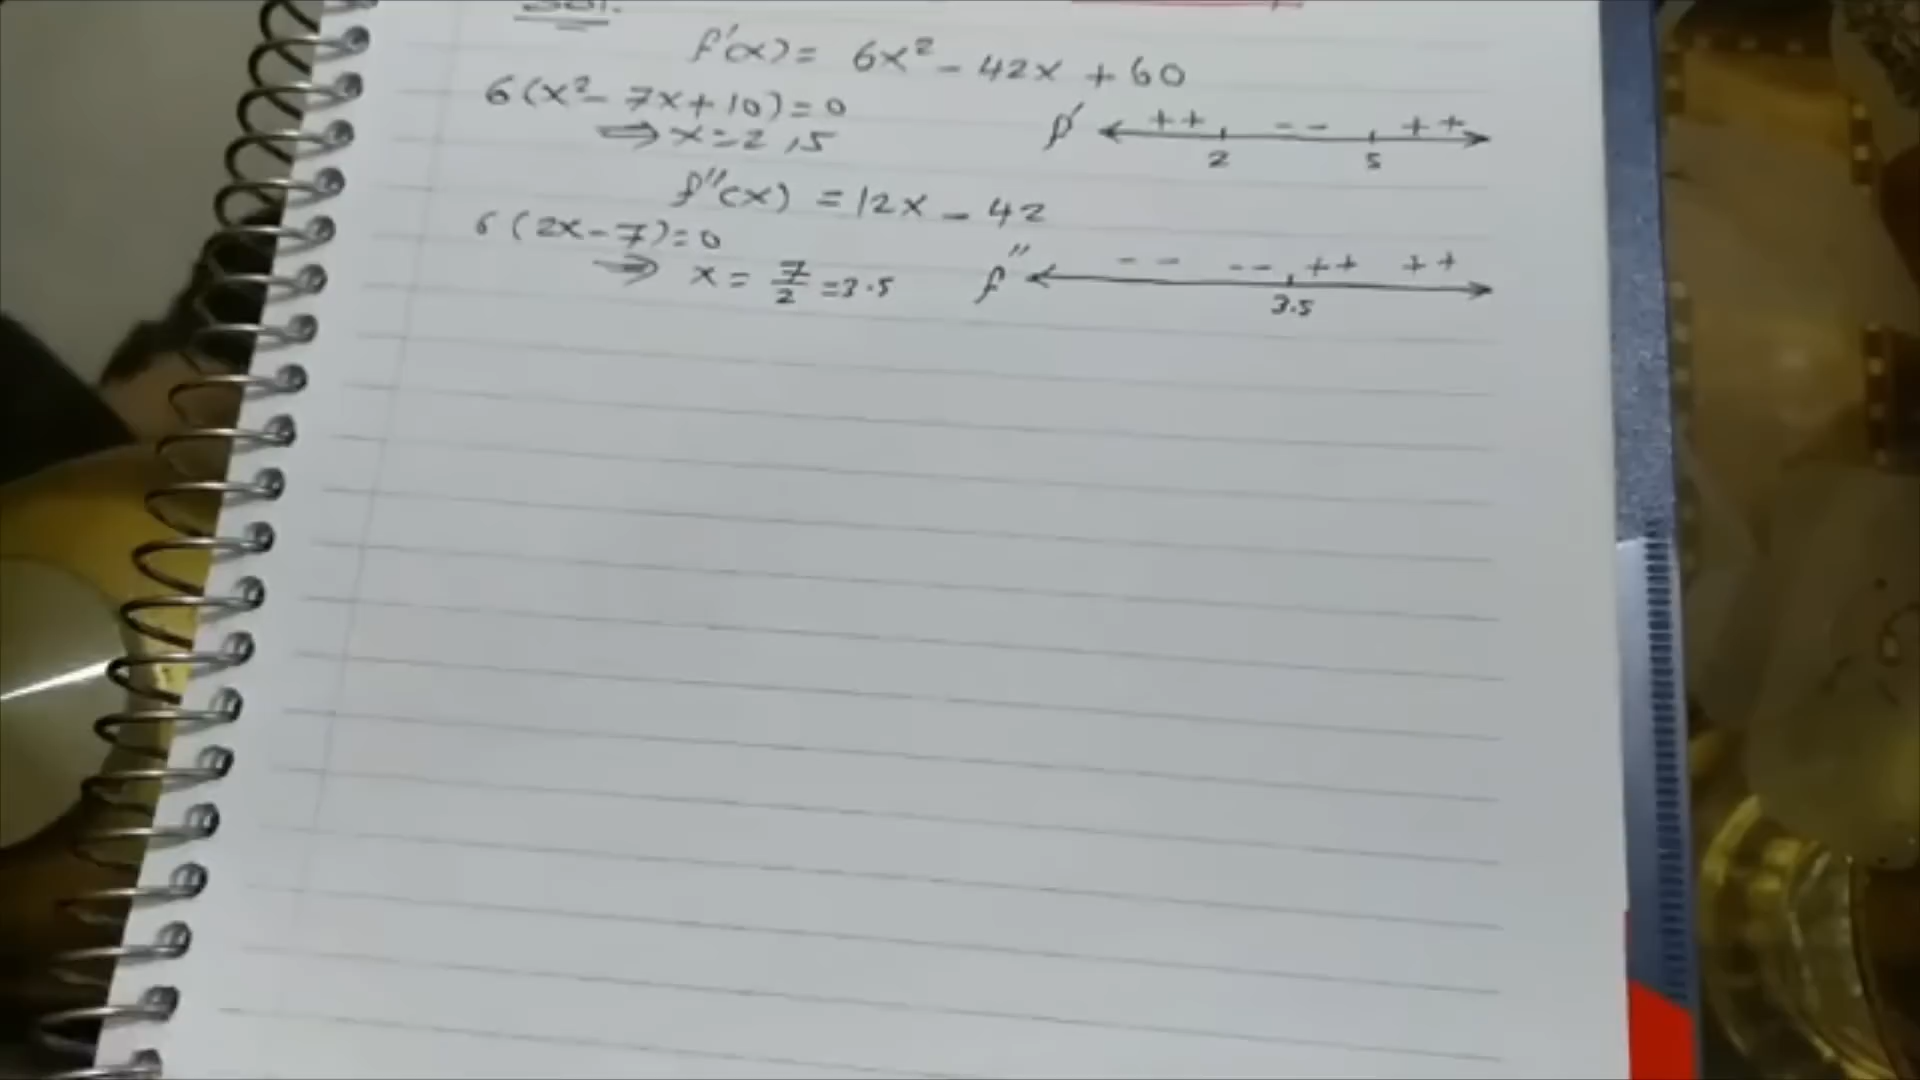 Sol.
f'(x) = 6x² - 42x + 60
6(x² - 7x + 10) = 0
⇒ x = 2, 5
f' ++ -- ++
2 5
f''(x) = 12x - 42
6(2x - 7) = 0
⇒ x = 7/2 = 3.5
f'' -- -- ++ ++
3.5